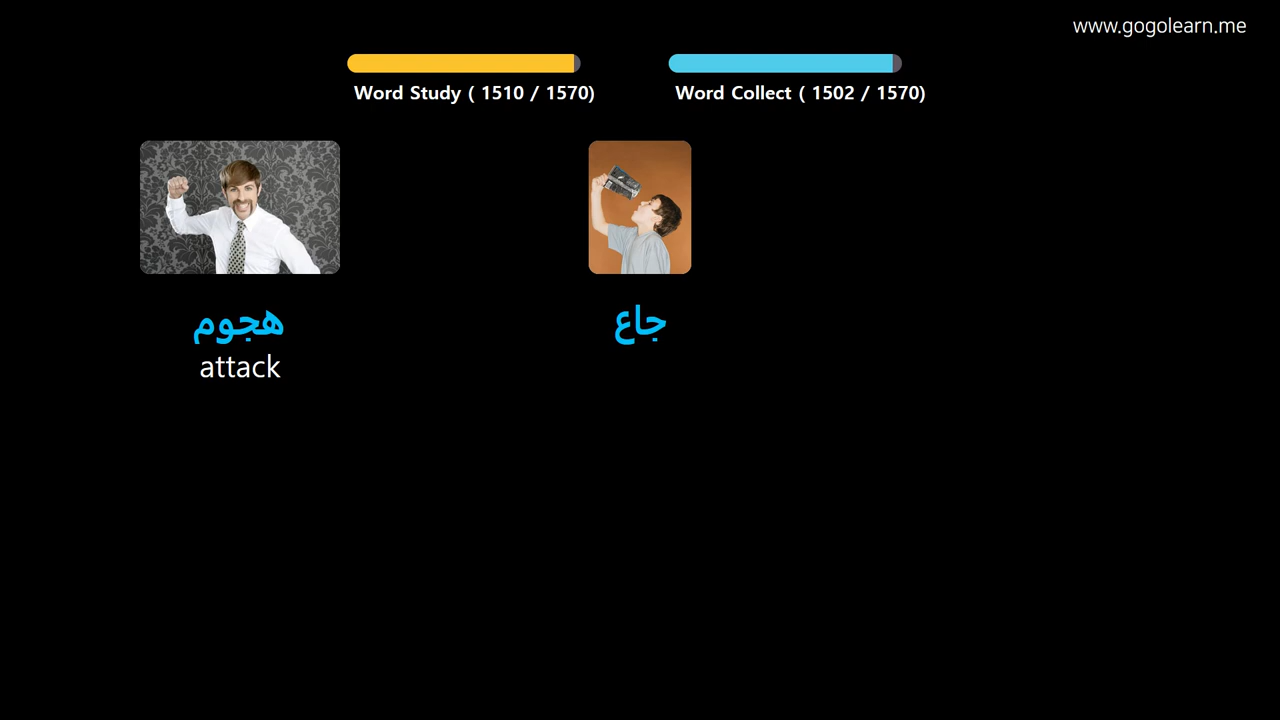 www.gogolearn.me
Word Study ( 1510 / 1570)
Word Collect ( 1502 / 1570)
هجوم
attack
جاع